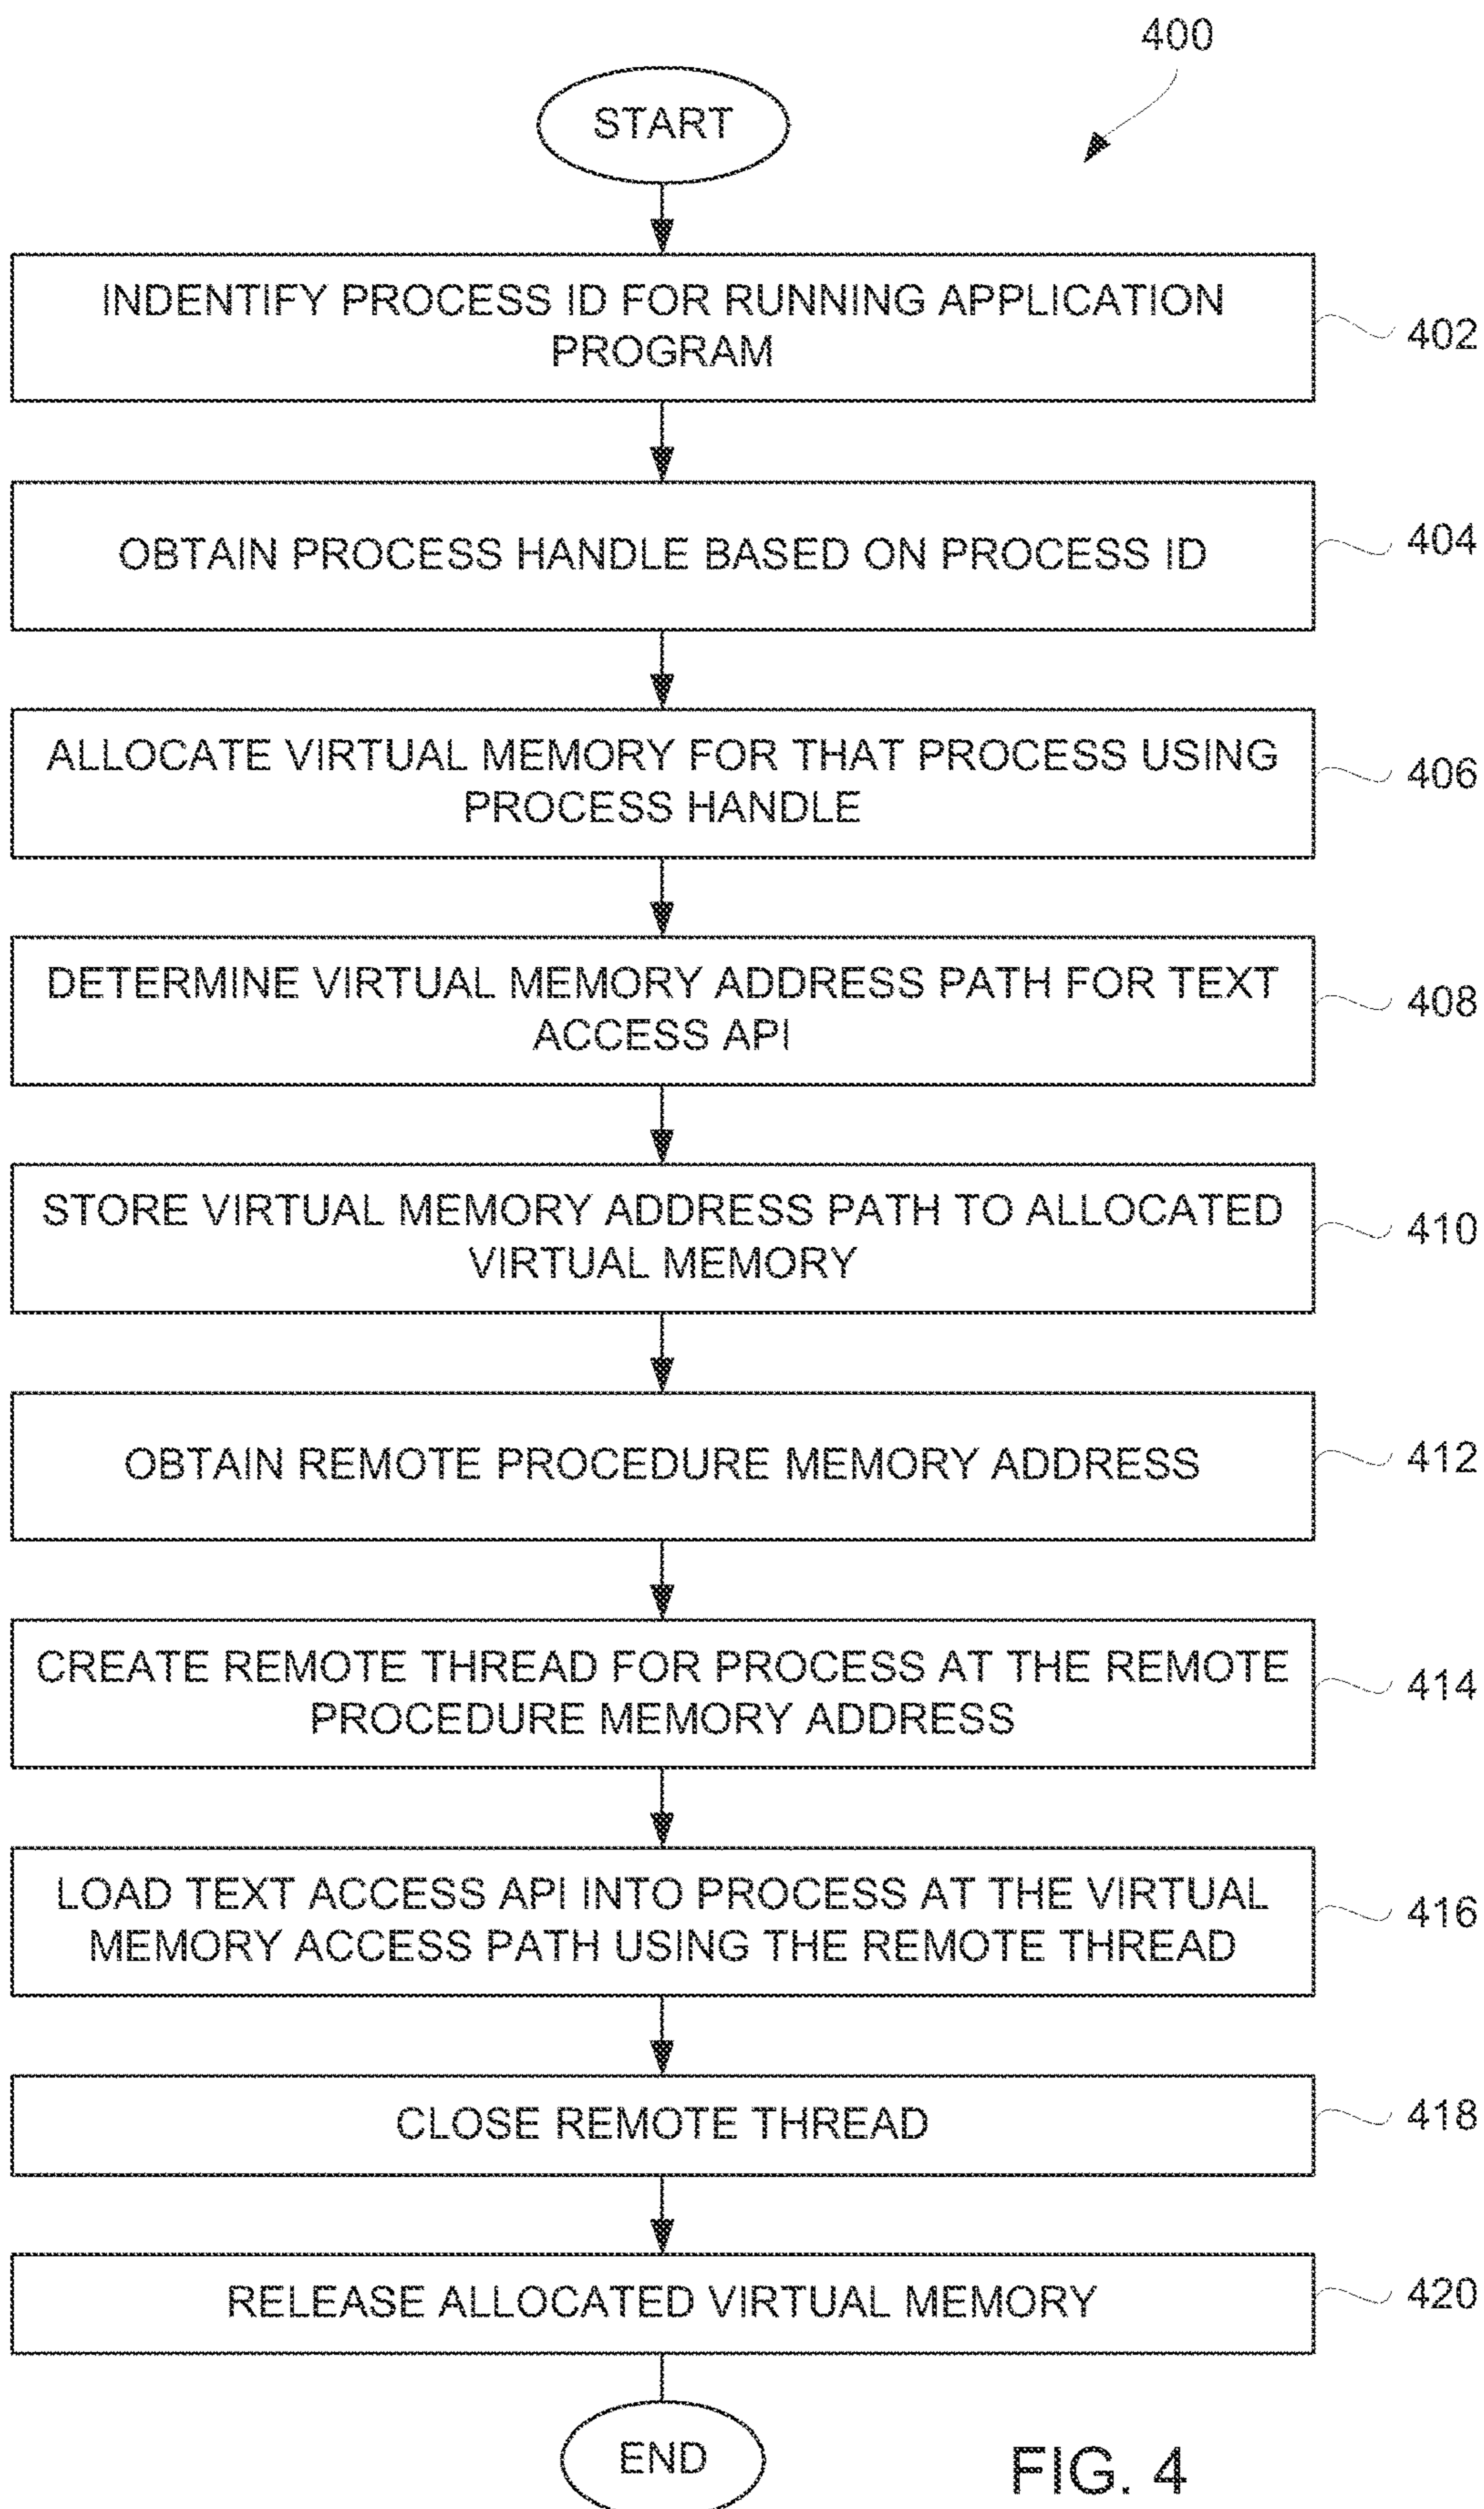 400
START
INDENTIFY PROCESS ID FOR RUNNING APPLICATION
PROGRAM
402
OBTAIN PROCESS HANDLE BASED ON PROCESS ID
404
ALLOCATE VIRTUAL MEMORY FOR THAT PROCESS USING
PROCESS HANDLE
406
DETERMINE VIRTUAL MEMORY ADDRESS PATH FOR TEXT
ACCESS API
408
STORE VIRTUAL MEMORY ADDRESS PATH TO ALLOCATED
VIRTUAL MEMORY
410
OBTAIN REMOTE PROCEDURE MEMORY ADDRESS
412
CREATE REMOTE THREAD FOR PROCESS AT THE REMOTE
PROCEDURE MEMORY ADDRESS
414
LOAD TEXT ACCESS API INTO PROCESS AT THE VIRTUAL
MEMORY ACCESS PATH USING THE REMOTE THREAD
416
CLOSE REMOTE THREAD
418
RELEASE ALLOCATED VIRTUAL MEMORY
420
END
FIG. 4